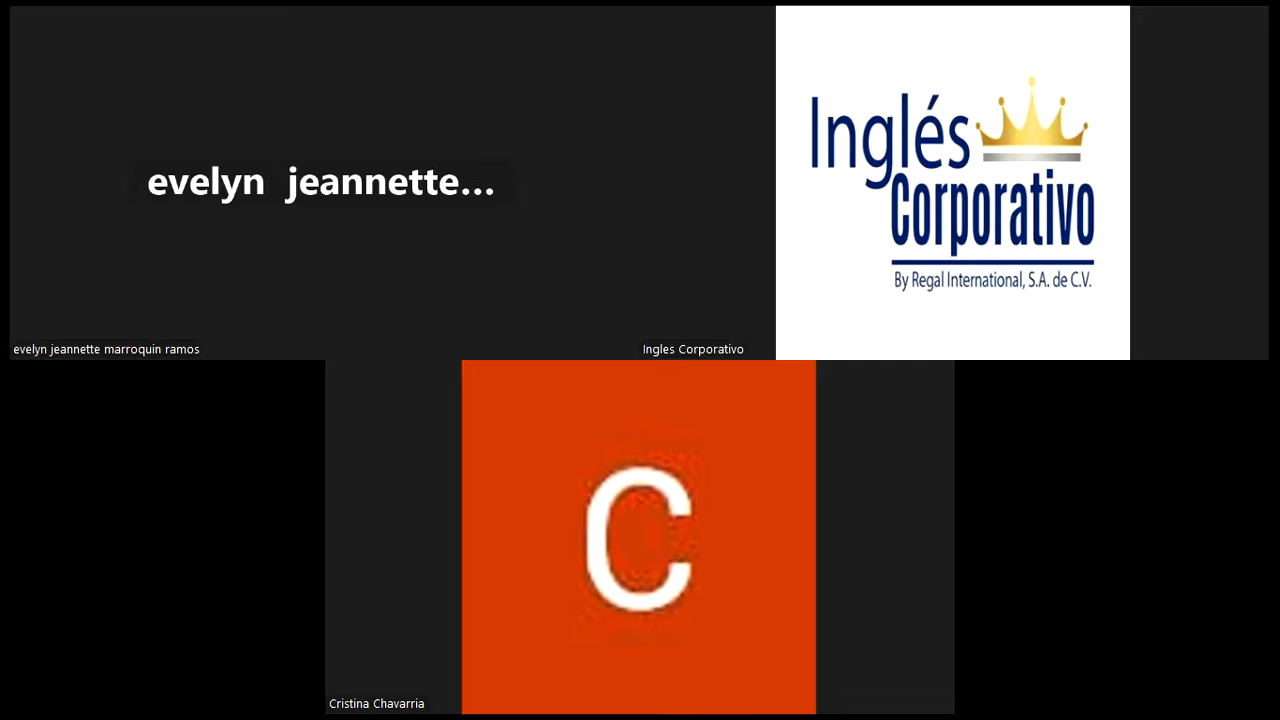 evelyn jeannette...
evelyn jeannette marroquin ramos
Inglés
Corporativo
By Regal International, S.A. de C.V.
Ingles Corporativo
C
Cristina Chavarria